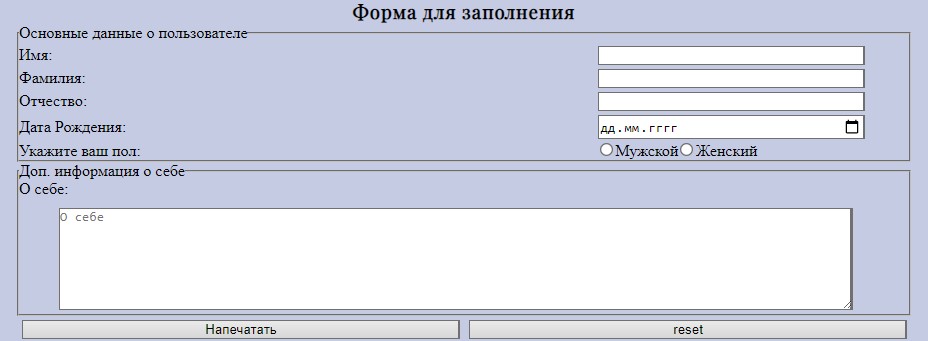 Форма для заполнения
Основные данные о пользователе
Имя:
Фамилия:
Отчество:
Дата Рождения: дд.мм.гггг
Укажите ваш пол: Мужской Женский
Доп. информация о себе
О себе:
О себе
Напечатать reset